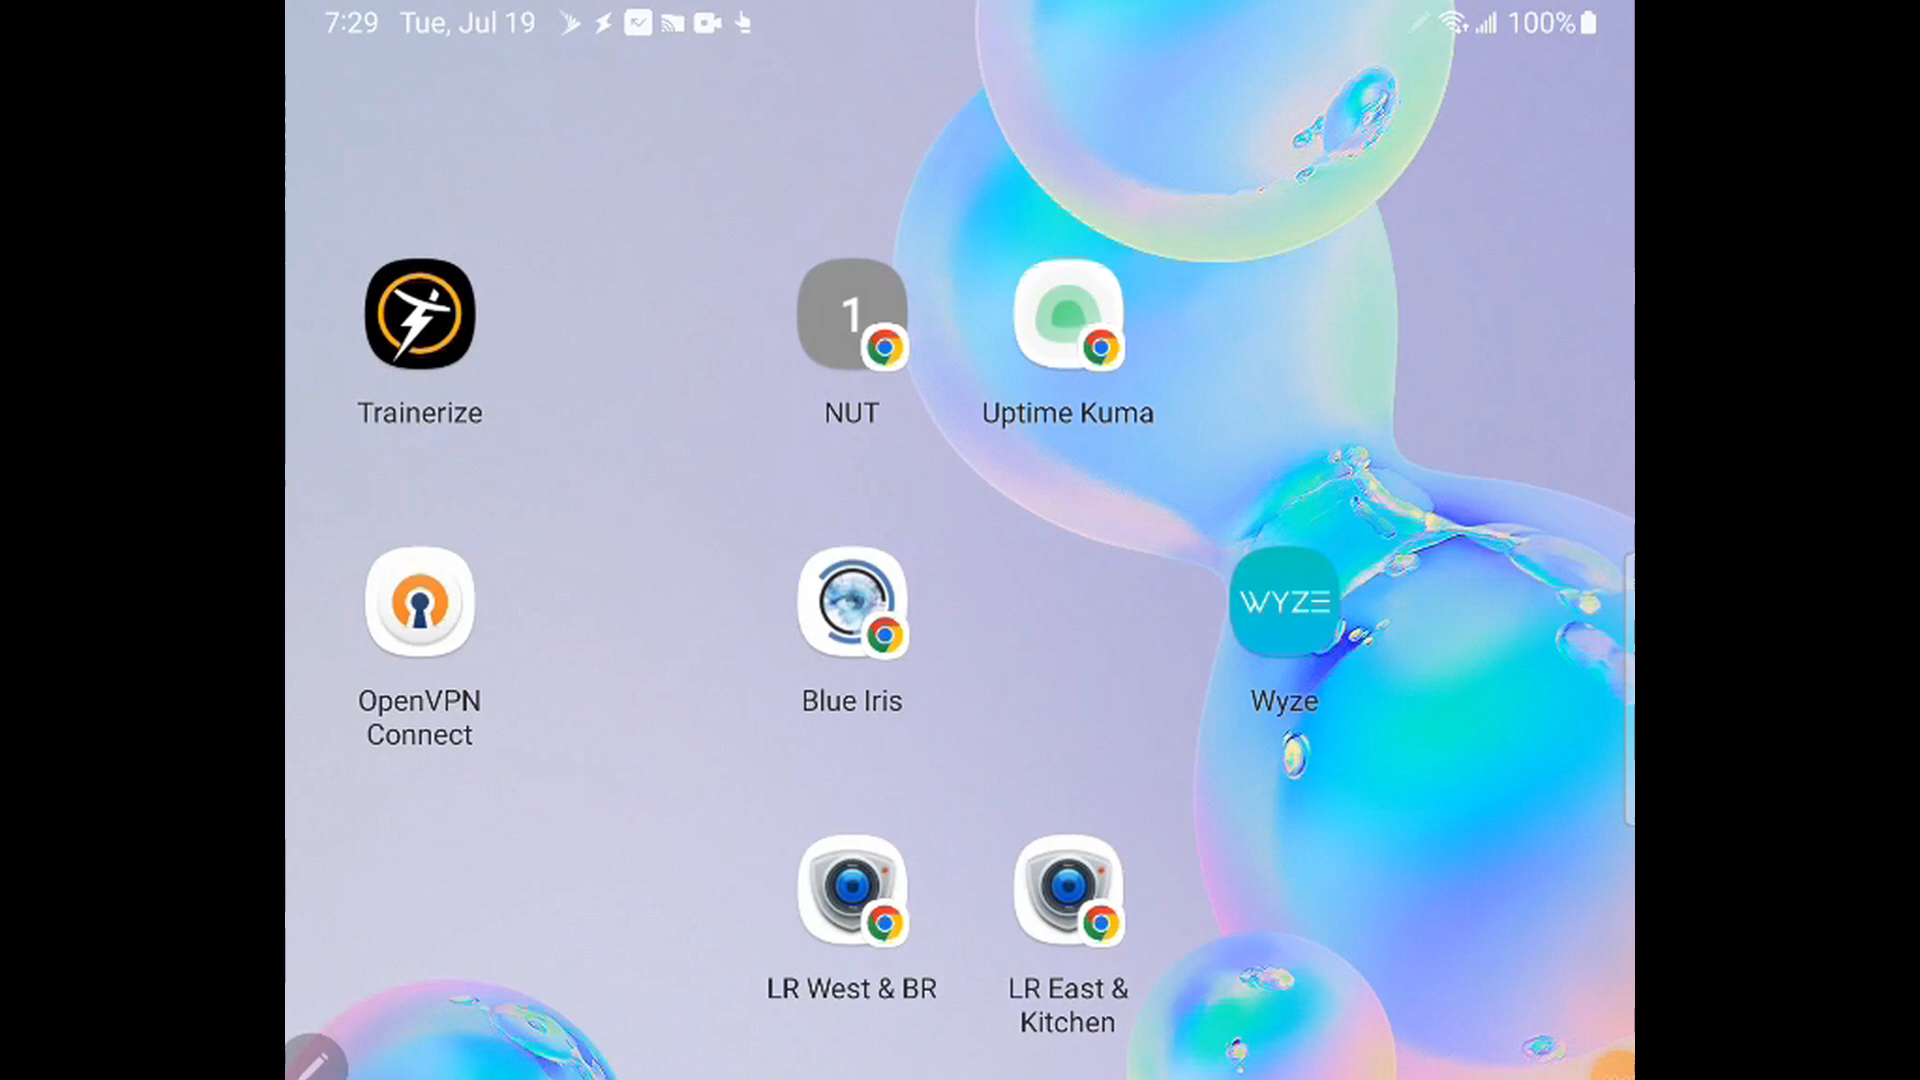 7:29 Tue, Jul 19
100%
Trainerize
1
NUT
Uptime Kuma
OpenVPN
Connect
Blue Iris
WYZE
Wyze
LR West & BR
LR East &
Kitchen